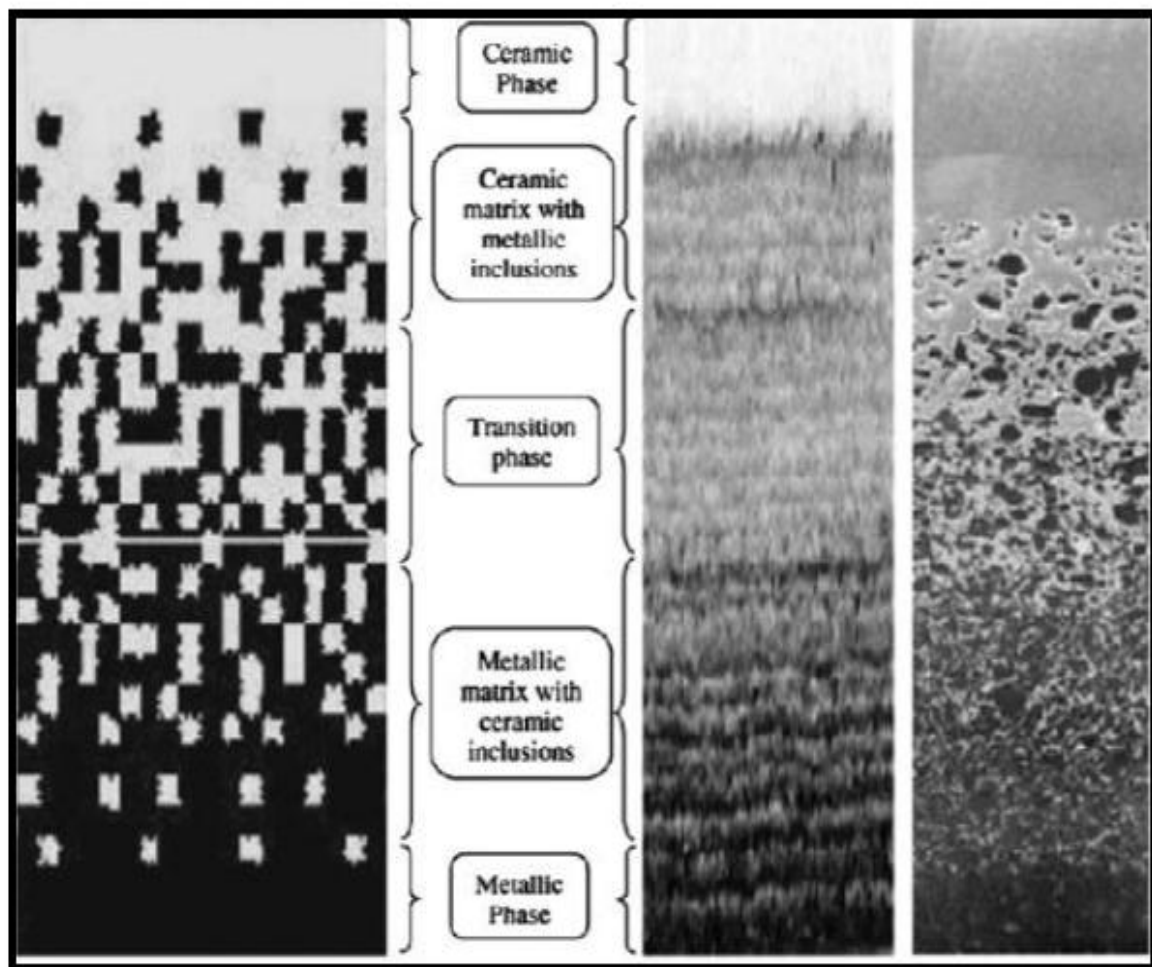 Ceramic
Phase
Ceramic
matrix with
metallic
inclusions
Transition
phase
Metallic
matrix with
ceramic
inclusions
Metallic
Phase